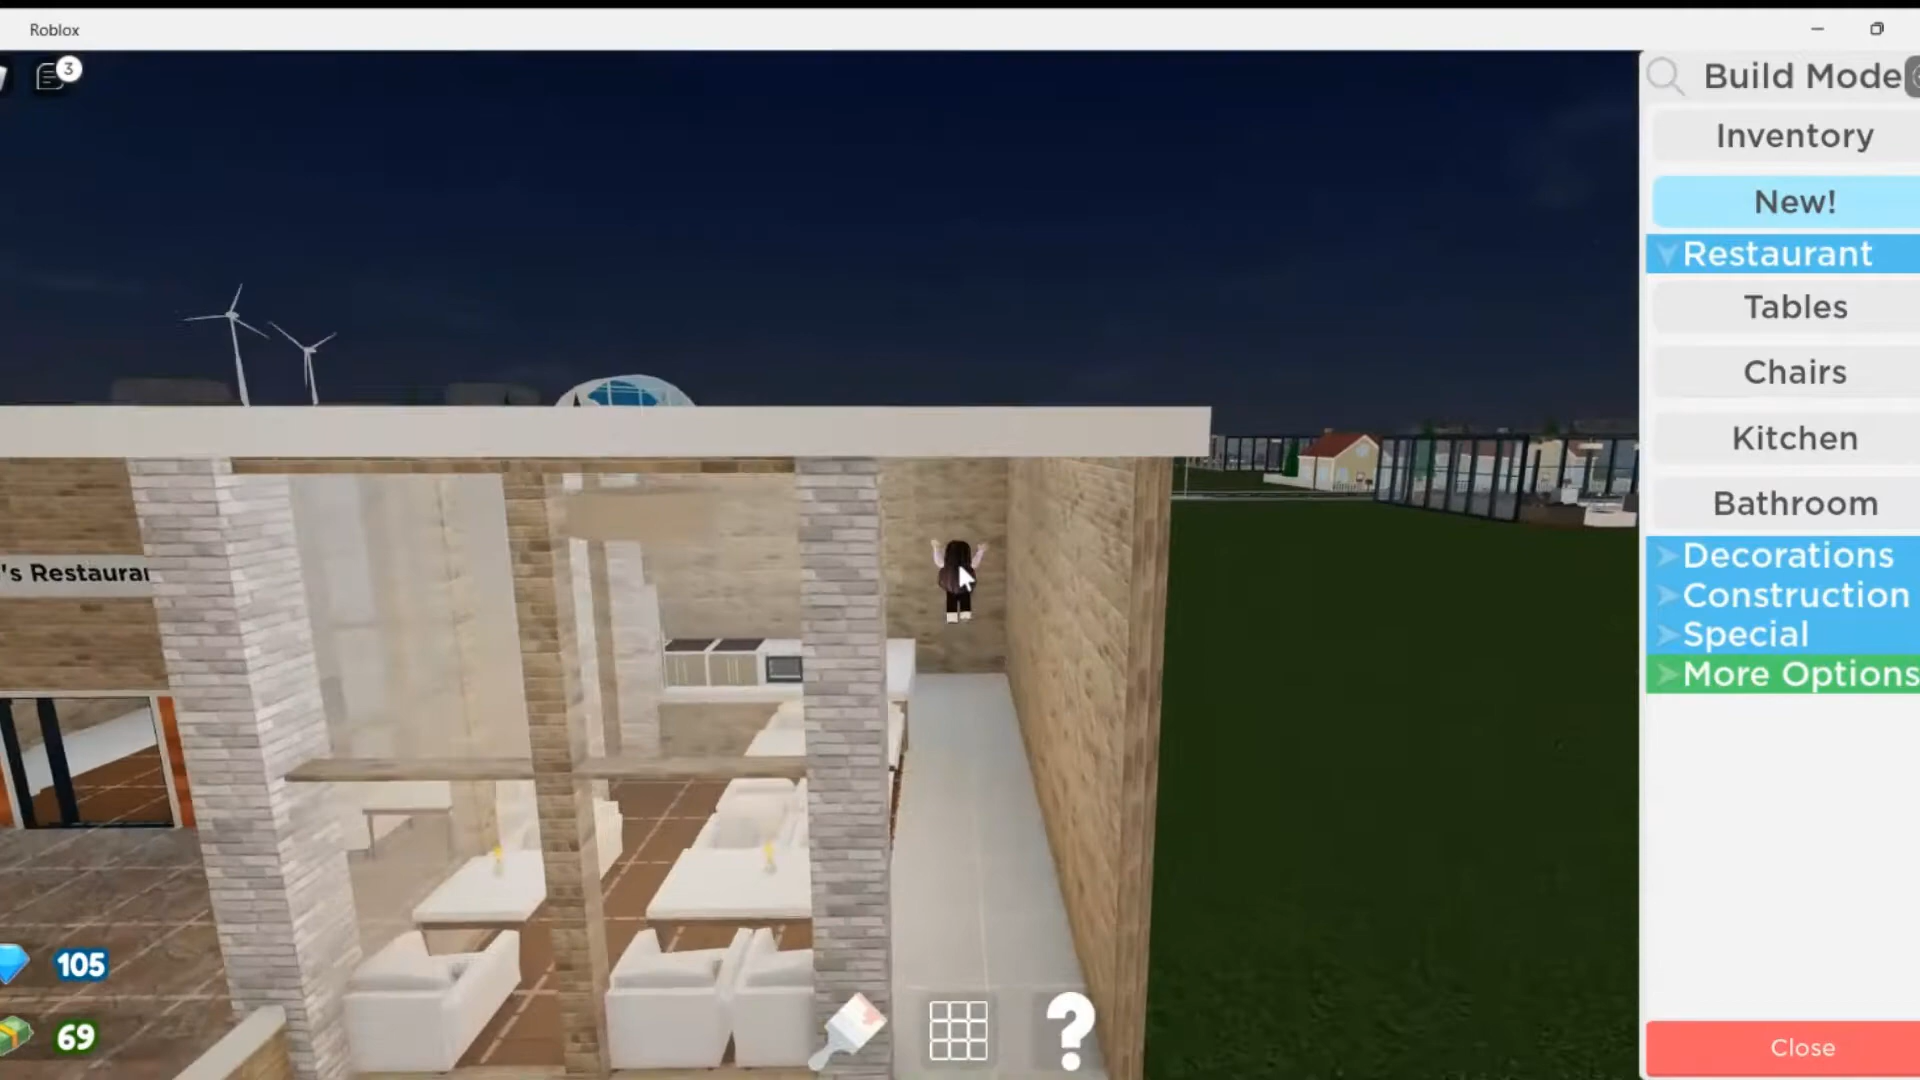 Roblox
3
Build Mode
Inventory
New!
Restaurant
Tables
Chairs
Kitchen
Bathroom
Decorations
Construction
Special
More Options
's Restaura
105
69
?
Close